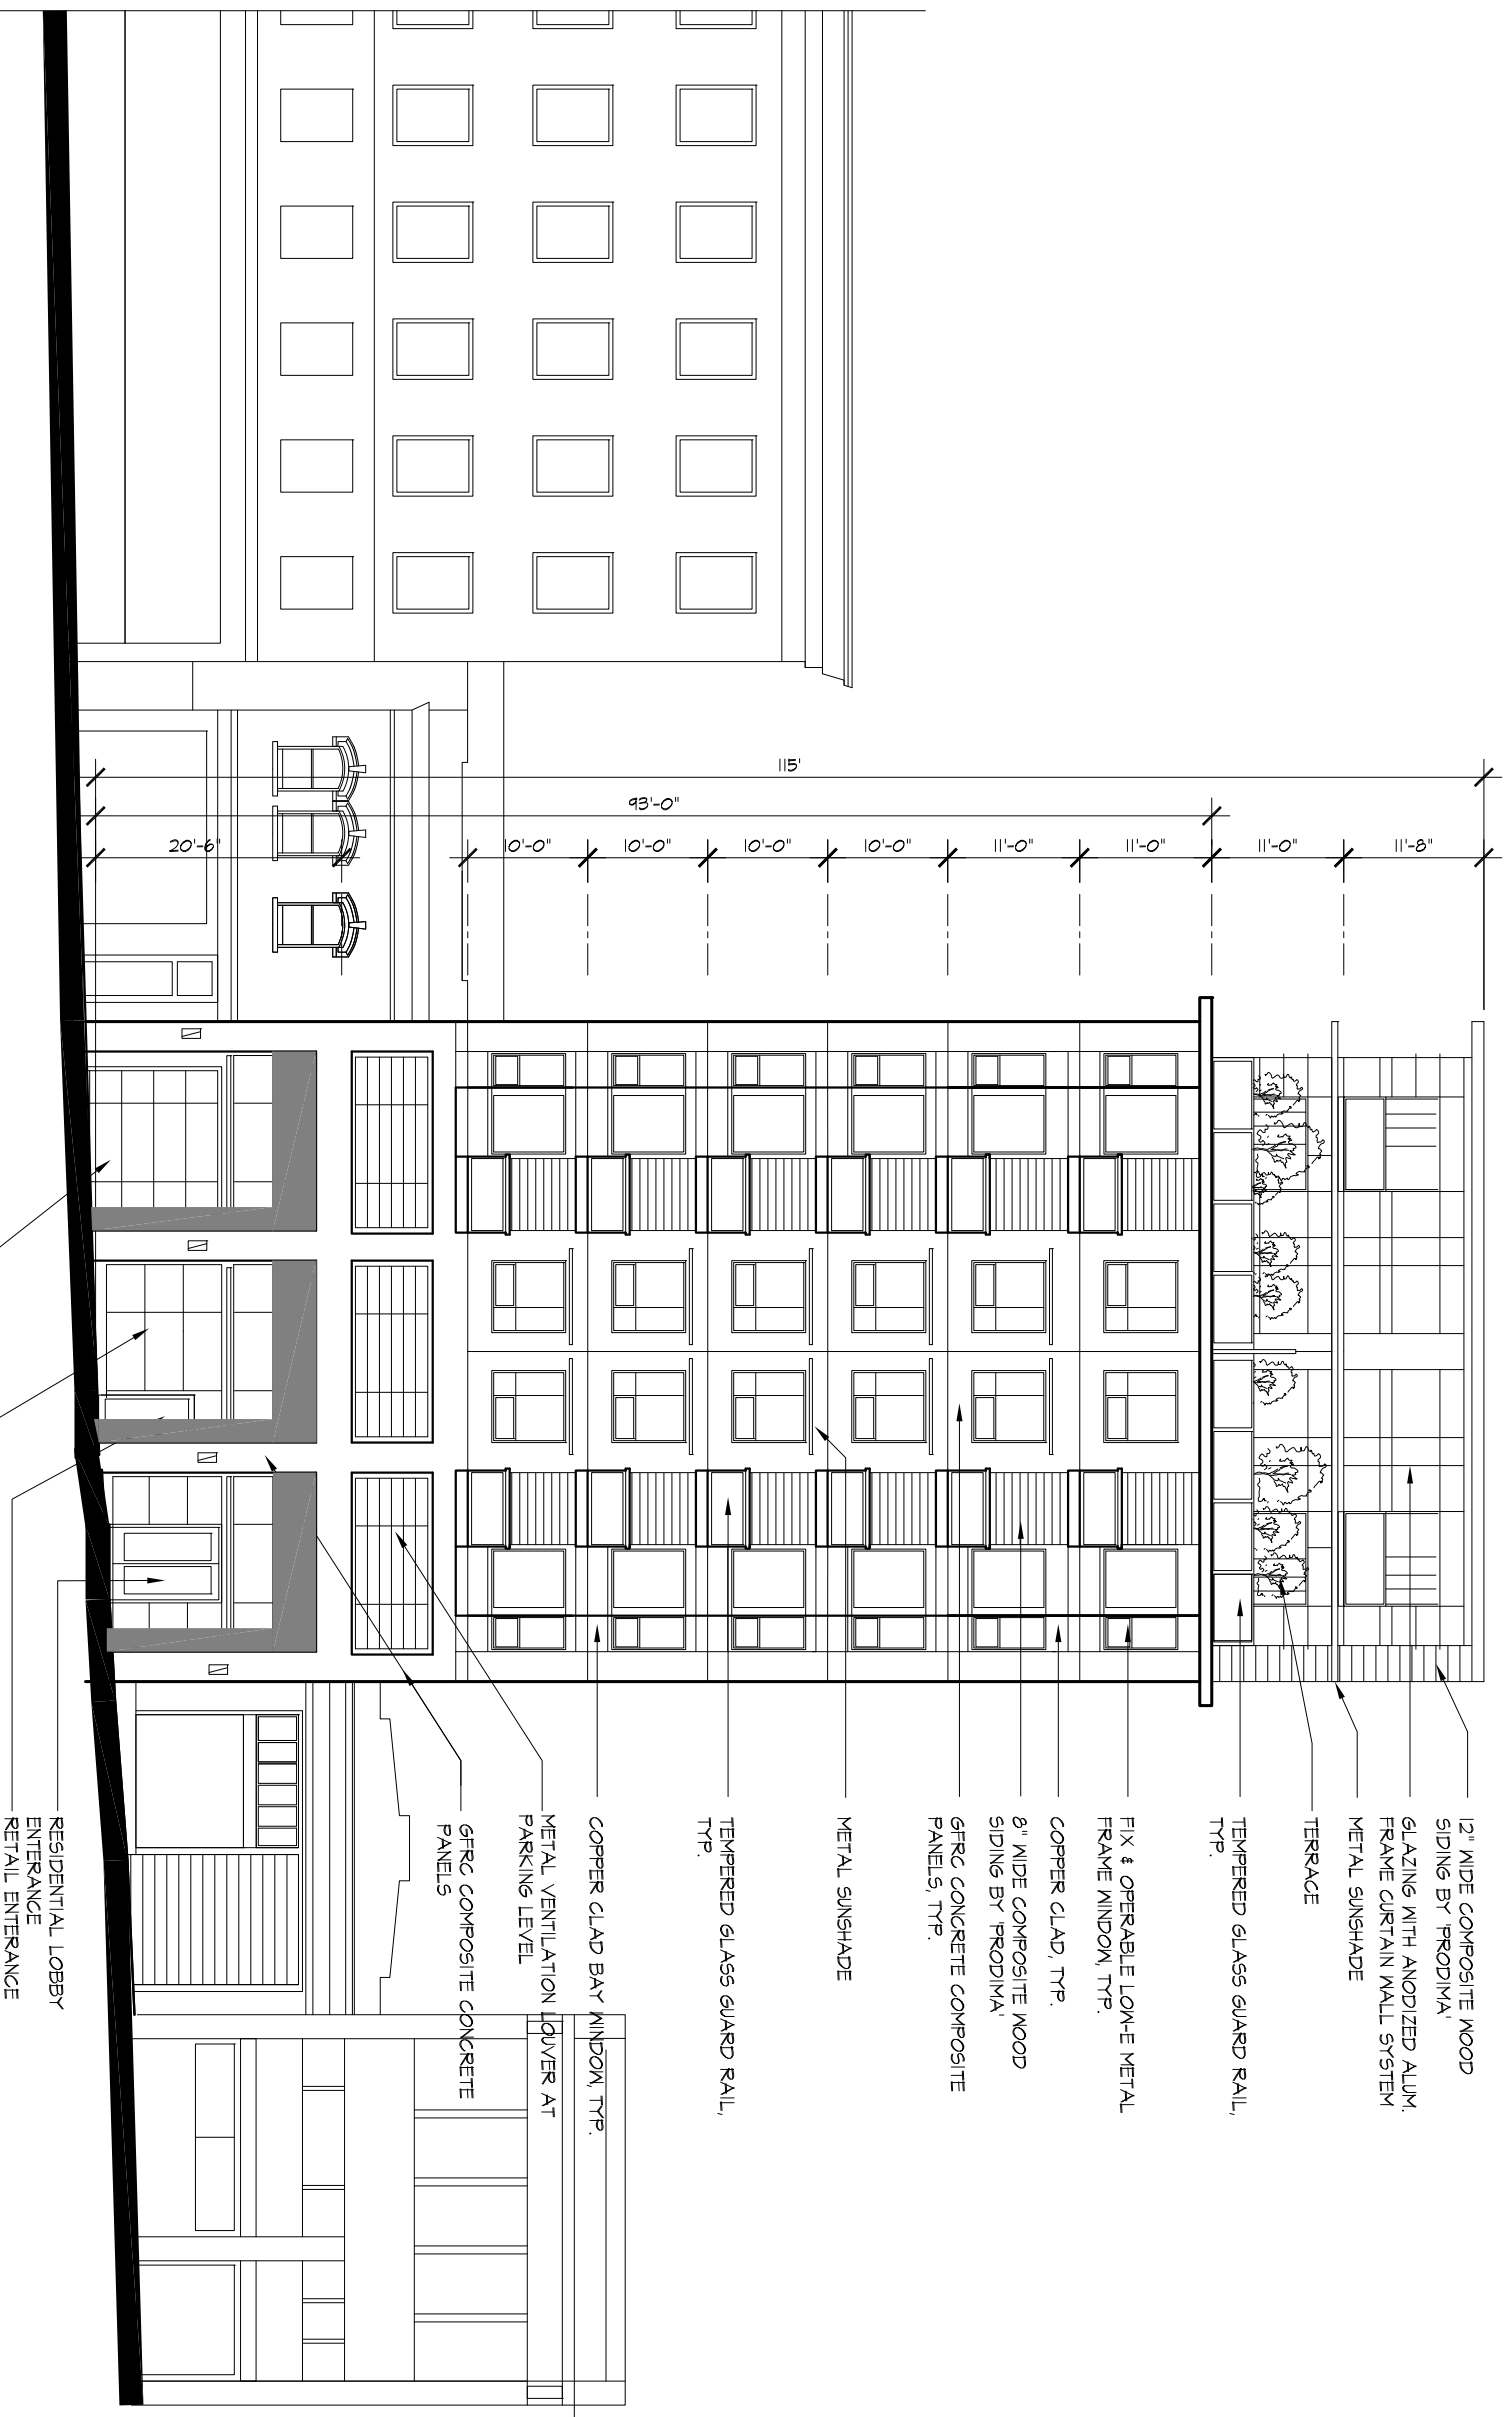 115'
93'-0"
20'-6"
10'-0"
10'-0"
10'-0"
10'-0"
11'-0"
11'-0"
11'-0"
11'-8"
12" WIDE COMPOSITE WOOD
SIDING BY 'PRODIMA'
GLAZING WITH ANODIZED ALUM.
FRAME CURTAIN WALL SYSTEM
METAL SUNSHADE
TERRACE
TEMPERED GLASS GUARD RAIL,
TYP.
FIX & OPERABLE LOW-E METAL
FRAME WINDOW, TYP.
COPPER CLAD, TYP.
8" WIDE COMPOSITE WOOD
SIDING BY 'PRODIMA'
GFRC CONCRETE COMPOSITE
PANELS, TYP.
METAL SUNSHADE
TEMPERED GLASS GUARD RAIL,
TYP.
COPPER CLAD BAY WINDOW, TYP.
METAL VENTILATION LOUVER AT
PARKING LEVEL
GFRC COMPOSITE CONCRETE
PANELS
RESIDENTIAL LOBBY
ENTERANCE
RETAIL ENTERANCE